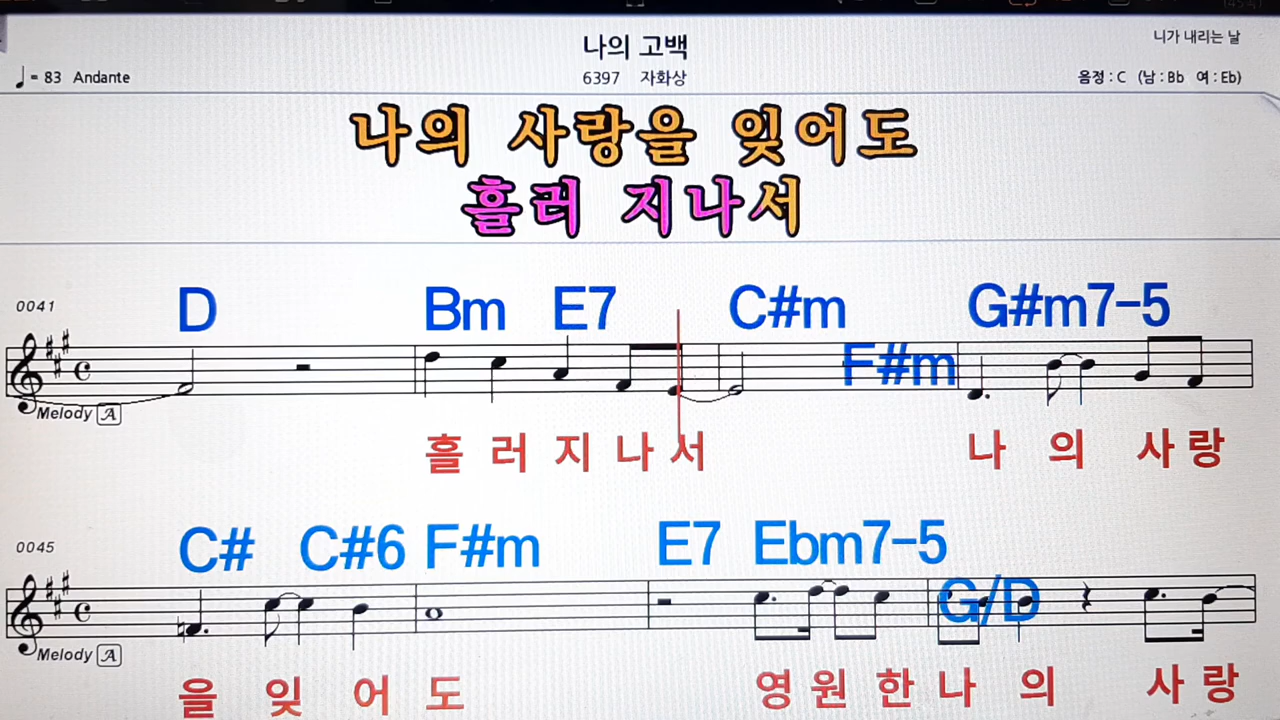 나의 고백
니가 내리는 날
♩= 83 Andante
6397 자화상
음정 : C (남 : Bb 여 : Eb)
나의 사랑을 잊어도
흘러 지나서
0041
D Bm E7 C#m F#m G#m7-5
Melody A
흘 러 지 나 서 나 의 사 랑
0045
C# C#6 F#m E7 Ebm7-5 G/D
Melody A
을 잊 어 도 영 원 한 나 의 사 랑